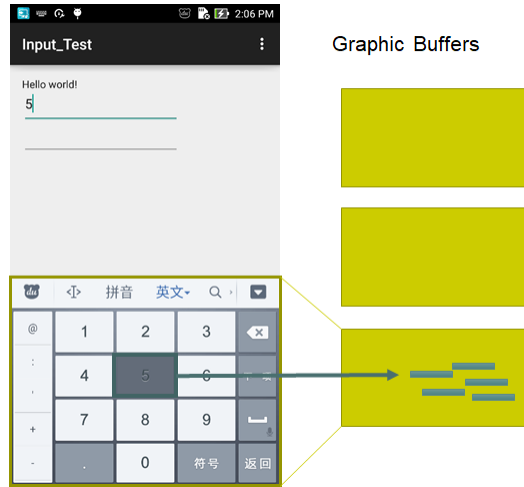 2:06 PM
Input_Test
Graphic Buffers
Hello world!
5
du 拼音 英文
@ 1 2 3
: 4 5 6
' 7 8 9
+
- . 0 符号 返回